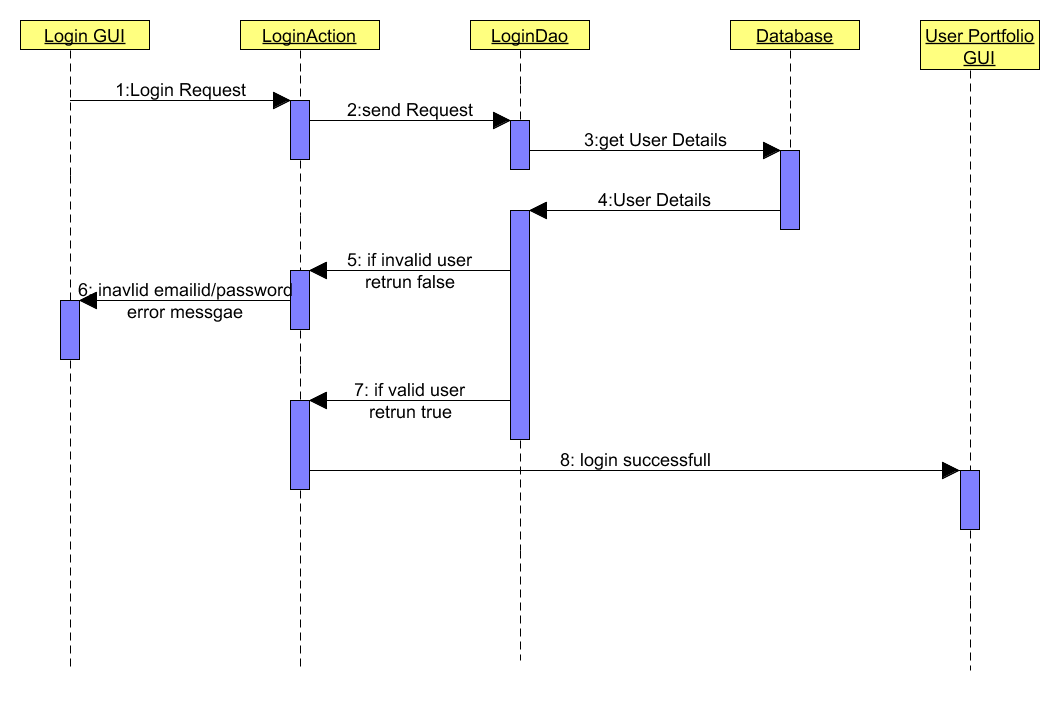 Login GUI
LoginAction
LoginDao
Database
User Portfolio
GUI
1:Login Request
2:send Request
3:get User Details
4:User Details
5: if invalid user
retrun false
6: inavlid emailid/password
error messgae
7: if valid user
retrun true
8: login successfull